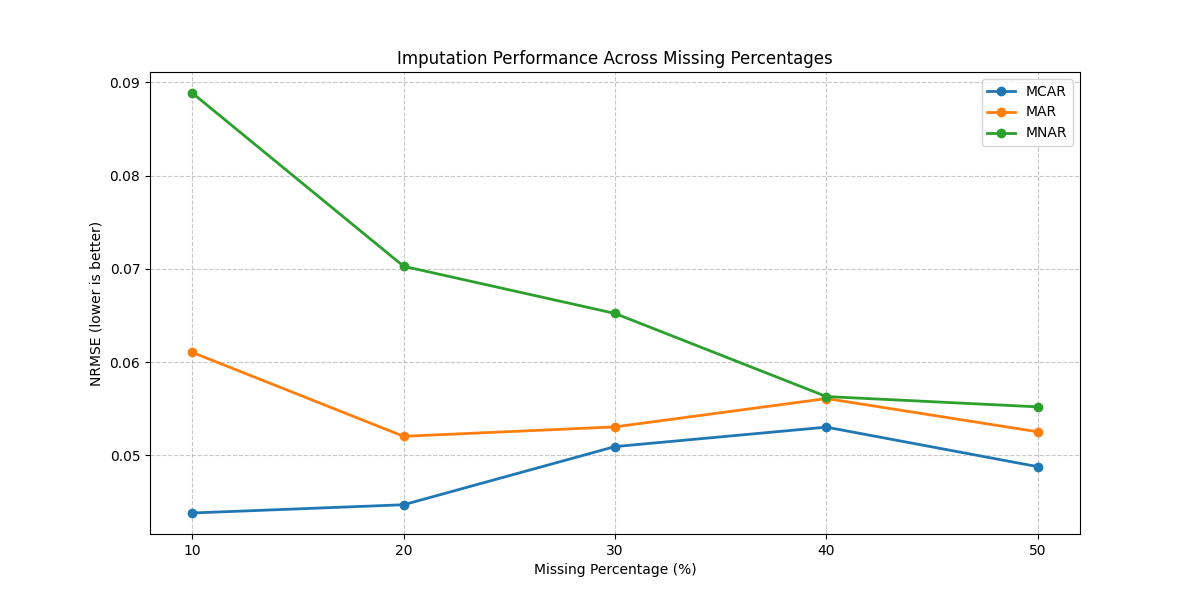 Imputation Performance Across Missing Percentages
MCAR
MAR
MNAR
NRMSE (lower is better)
0.09
0.08
0.07
0.06
0.05
10 20 30 40 50
Missing Percentage (%)